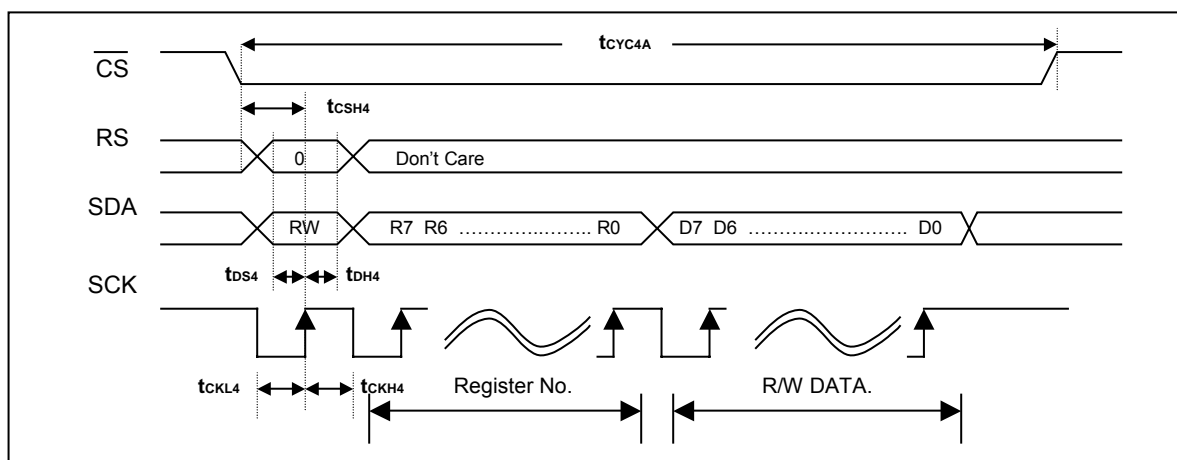 tCYC4A
CS
tCSH4
RS
0
Don't Care
SDA
RW
R7 R6 ........................ R0
D7 D6 ............................. D0
tDS4
tDH4
SCK
tCKL4
tCKH4
Register No.
R/W DATA.